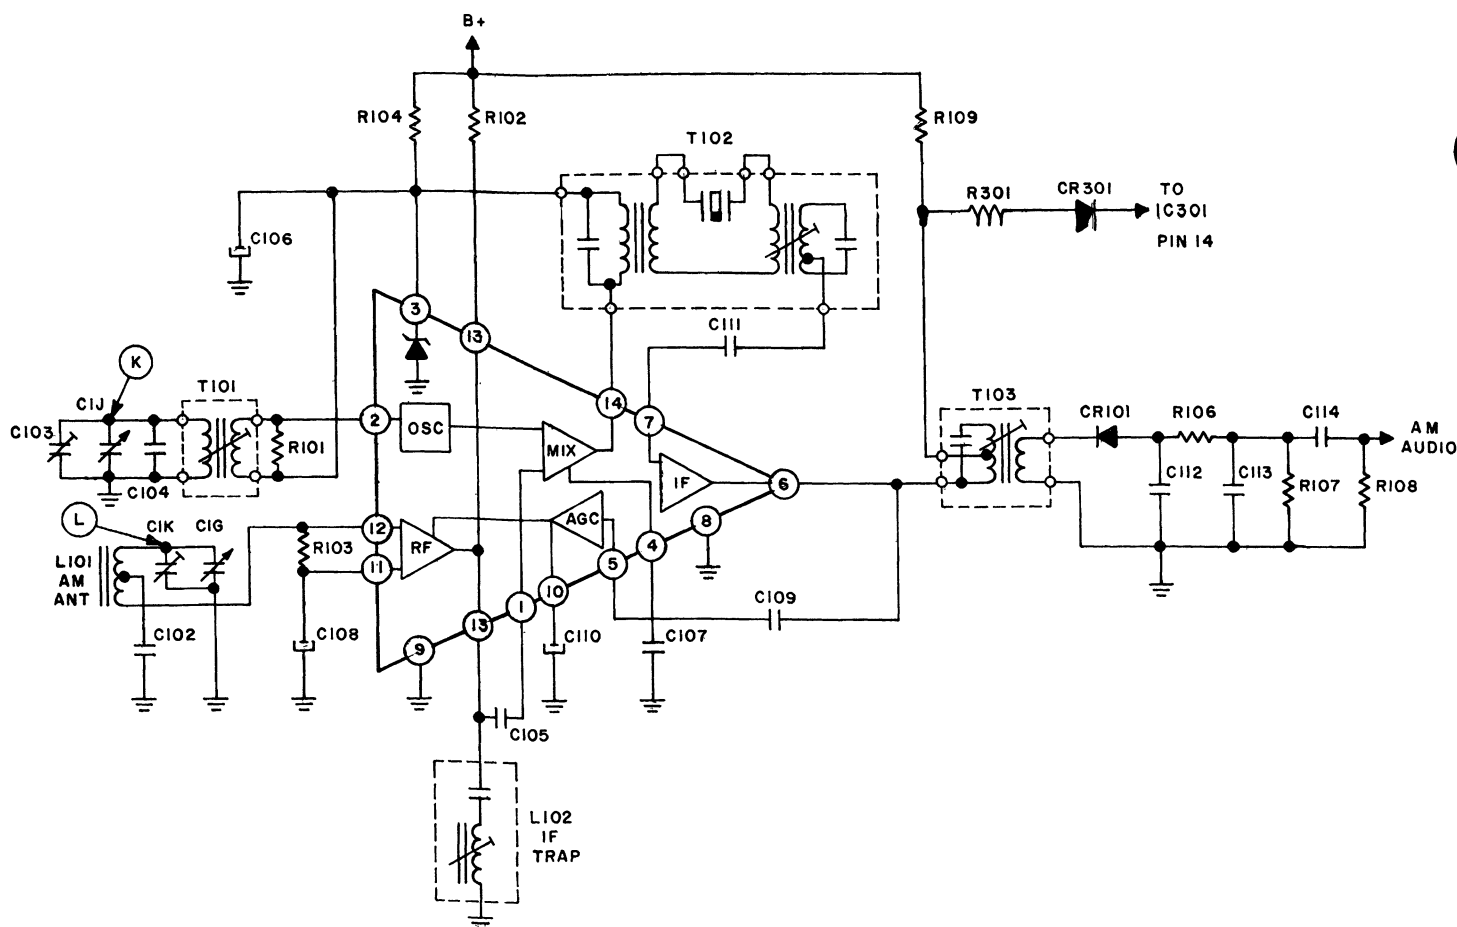 B+
R104
R102
R109
T102
R301
CR301
TO
IC301
PIN 14
C106
C111
K
C1J
T101
C103
R101
C104
3
13
2
OSC
14
7
MIX
IF
6
T103
CR101
R106
C114
AM
AUDIO
C112
C113
R107
R108
L
C1K
C1G
L101
AM
ANT
R103
12
11
RF
AGC
8
4
5
10
1
13
9
C102
C108
C110
C107
C109
C105
L102
IF
TRAP